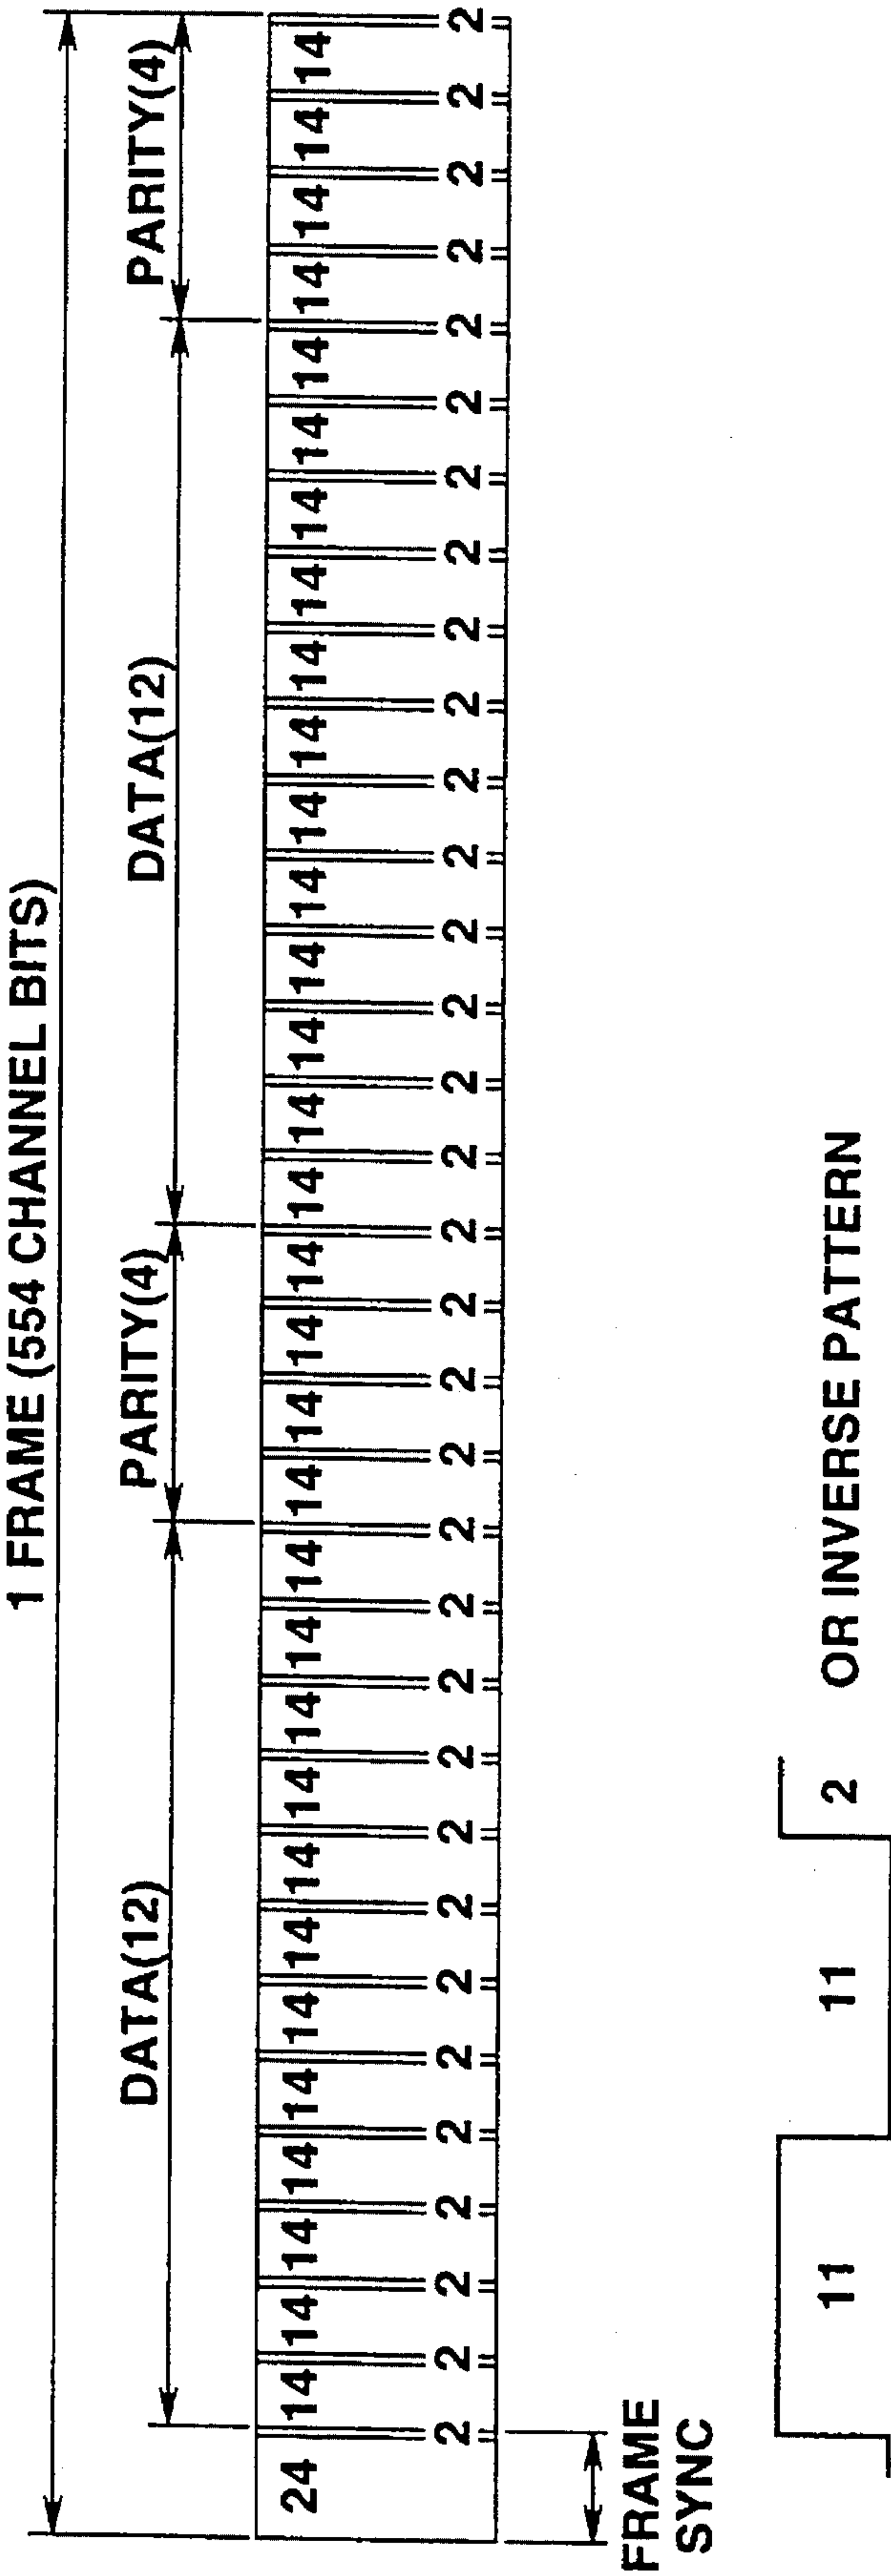 1 FRAME (554 CHANNEL BITS)
DATA(12) PARITY(4) DATA(12) PARITY(4)
24 14 14 14 14 14 14 14 14 14 14 14 14 14 14 14 14 14 14 14 14 14 14 14 14 14 14 14 14 14 14 14 14
2 2 2 2 2 2 2 2 2 2 2 2 2 2 2 2 2 2 2 2 2 2 2 2 2 2 2 2 2 2 2 2 2
FRAME
SYNC
11 11 2 OR INVERSE PATTERN